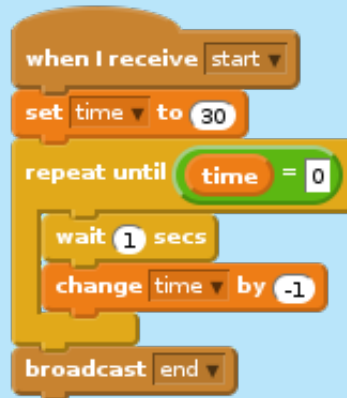 when I receive start
set time to 30
repeat until time = 0
wait 1 secs
change time by -1
broadcast end